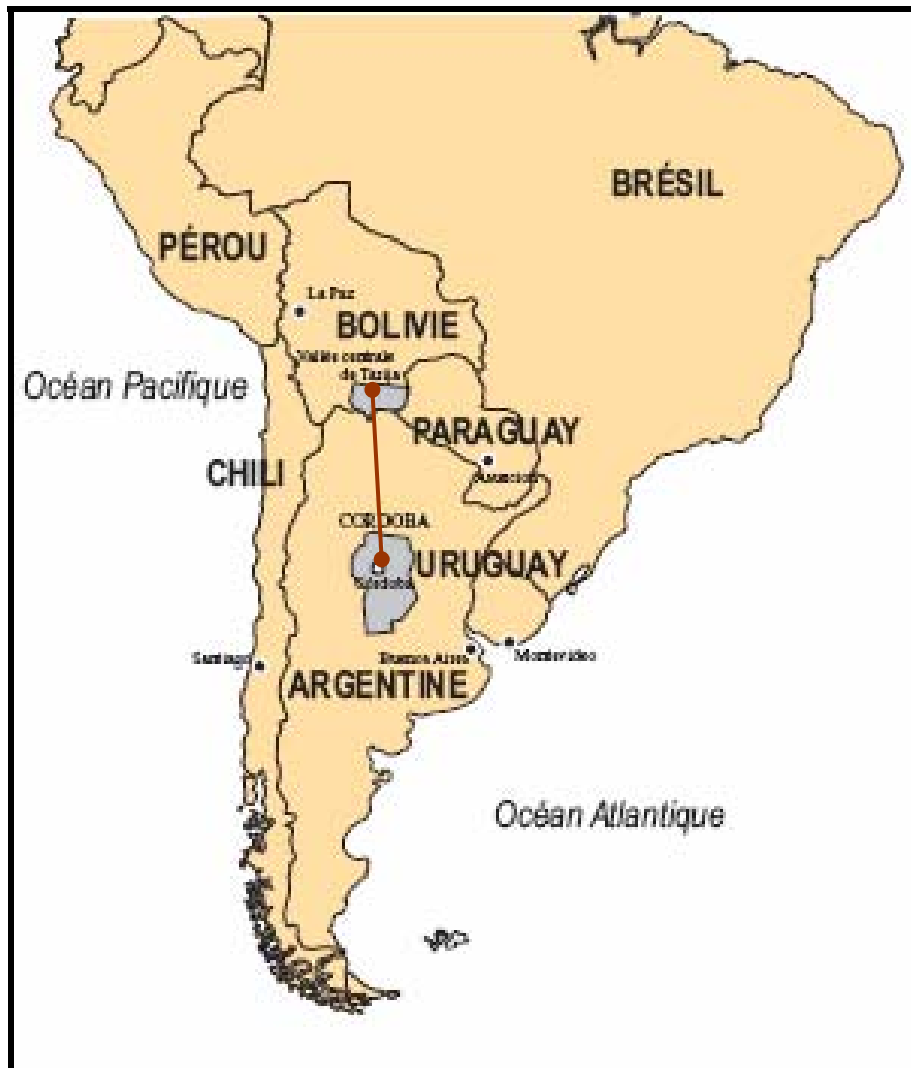 BRÉSIL
PÉROU
La Paz
BOLIVIE
Vallée centrale
de Tarija
Océan Pacifique
PARAGUAY
CHILI
Asuncion
CORDOBA
URUGUAY
Cordoba
Santiago
Buenos Aires
Montevideo
ARGENTINE
Océan Atlantique